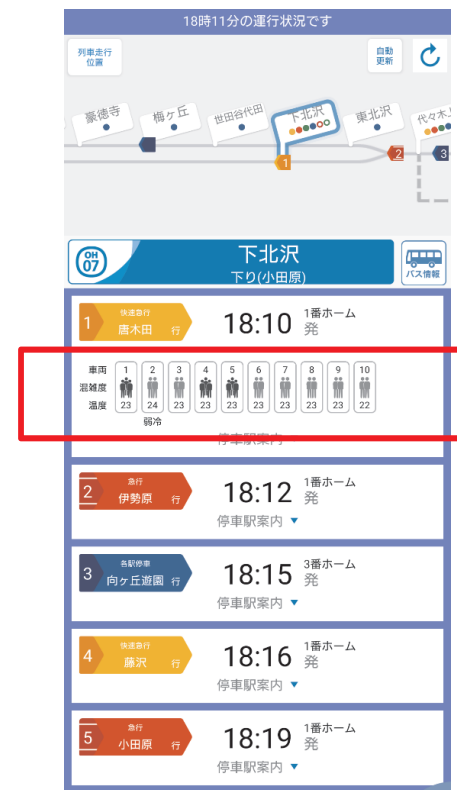 18時11分の運行状況です
列車走行
位置
自動
更新
豪徳寺
梅ヶ丘
世田谷代田
下北沢
東北沢
代々木上
1
2
3
OH
07
下北沢
下り(小田原)
バス情報
1 快速急行 唐木田 行 18:10 1番ホーム 発
車両 1 2 3 4 5 6 7 8 9 10
混雑度
温度 23 24 23 23 23 23 23 23 23 22
弱冷
停車駅案内
2 急行 伊勢原 行 18:12 1番ホーム 発
停車駅案内 ▼
3 各駅停車 向ヶ丘遊園 行 18:15 3番ホーム 発
停車駅案内 ▼
4 快速急行 藤沢 行 18:16 1番ホーム 発
停車駅案内 ▼
5 急行 小田原 行 18:19 1番ホーム 発
停車駅案内 ▼